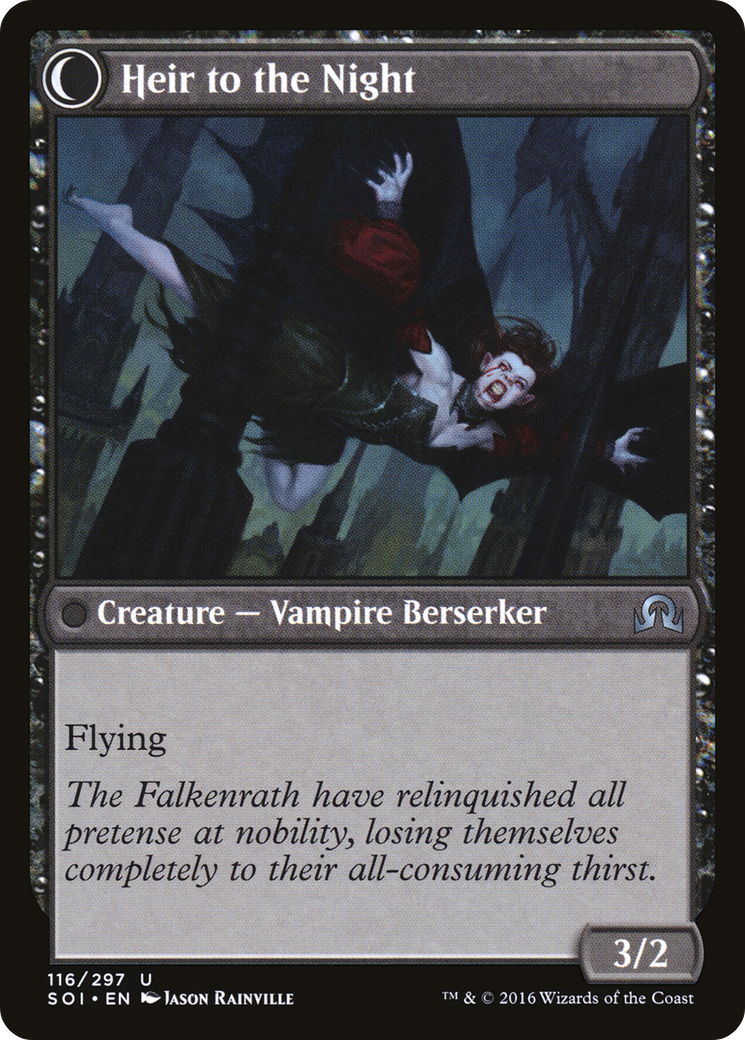 Heir to the Night
Creature — Vampire Berserker
Flying
The Falkenrath have relinquished all
pretense at nobility, losing themselves
completely to their all-consuming thirst.
3/2
116/297 U
SOI • EN Jason Rainville
™ & © 2016 Wizards of the Coast